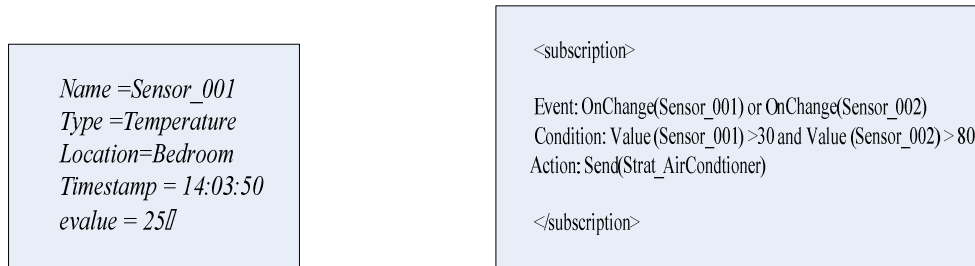 Name =Sensor_001
Type =Temperature
Location=Bedroom
Timestamp = 14:03:50
evalue = 25▯
<subscription>
Event: OnChange(Sensor_001) or OnChange(Sensor_002)
Condition: Value (Sensor_001) >30 and Value (Sensor_002) > 80
Action: Send(Strat_AirCondtioner)
</subscription>